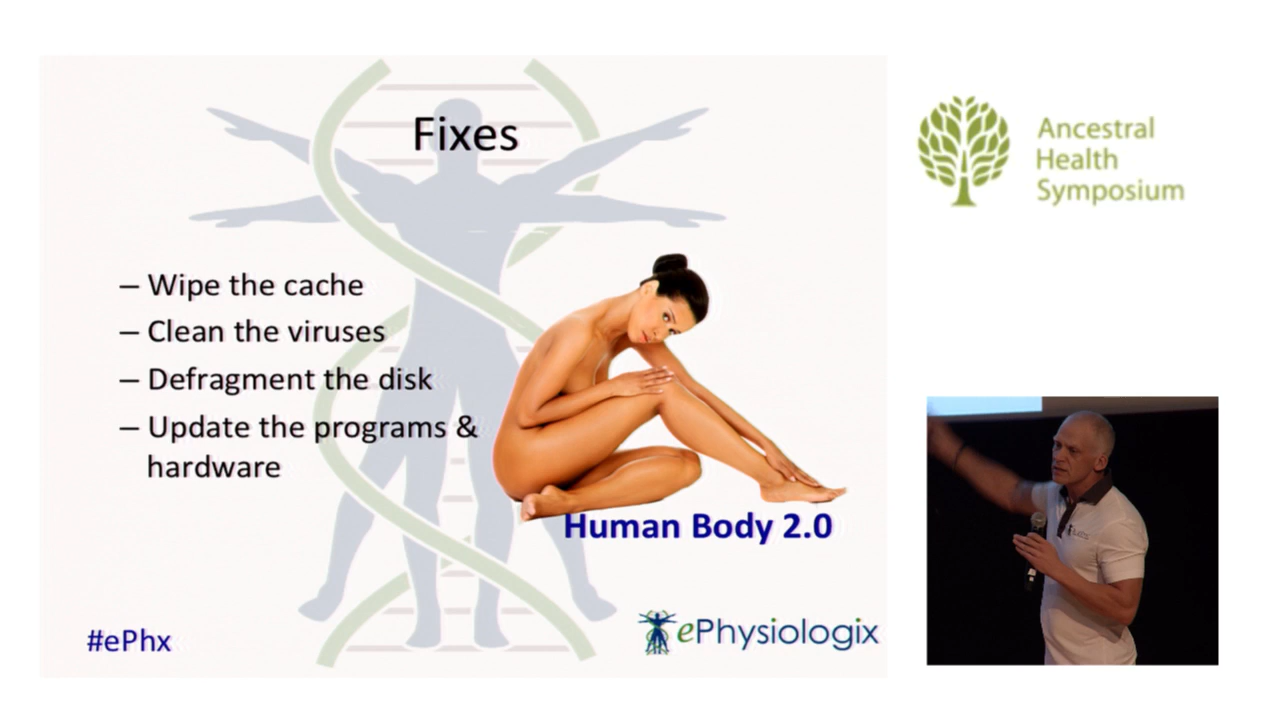 Fixes
– Wipe the cache
– Clean the viruses
– Defragment the disk
– Update the programs &
hardware
Human Body 2.0
#ePhx
ePhysiologix
Ancestral
Health
Symposium